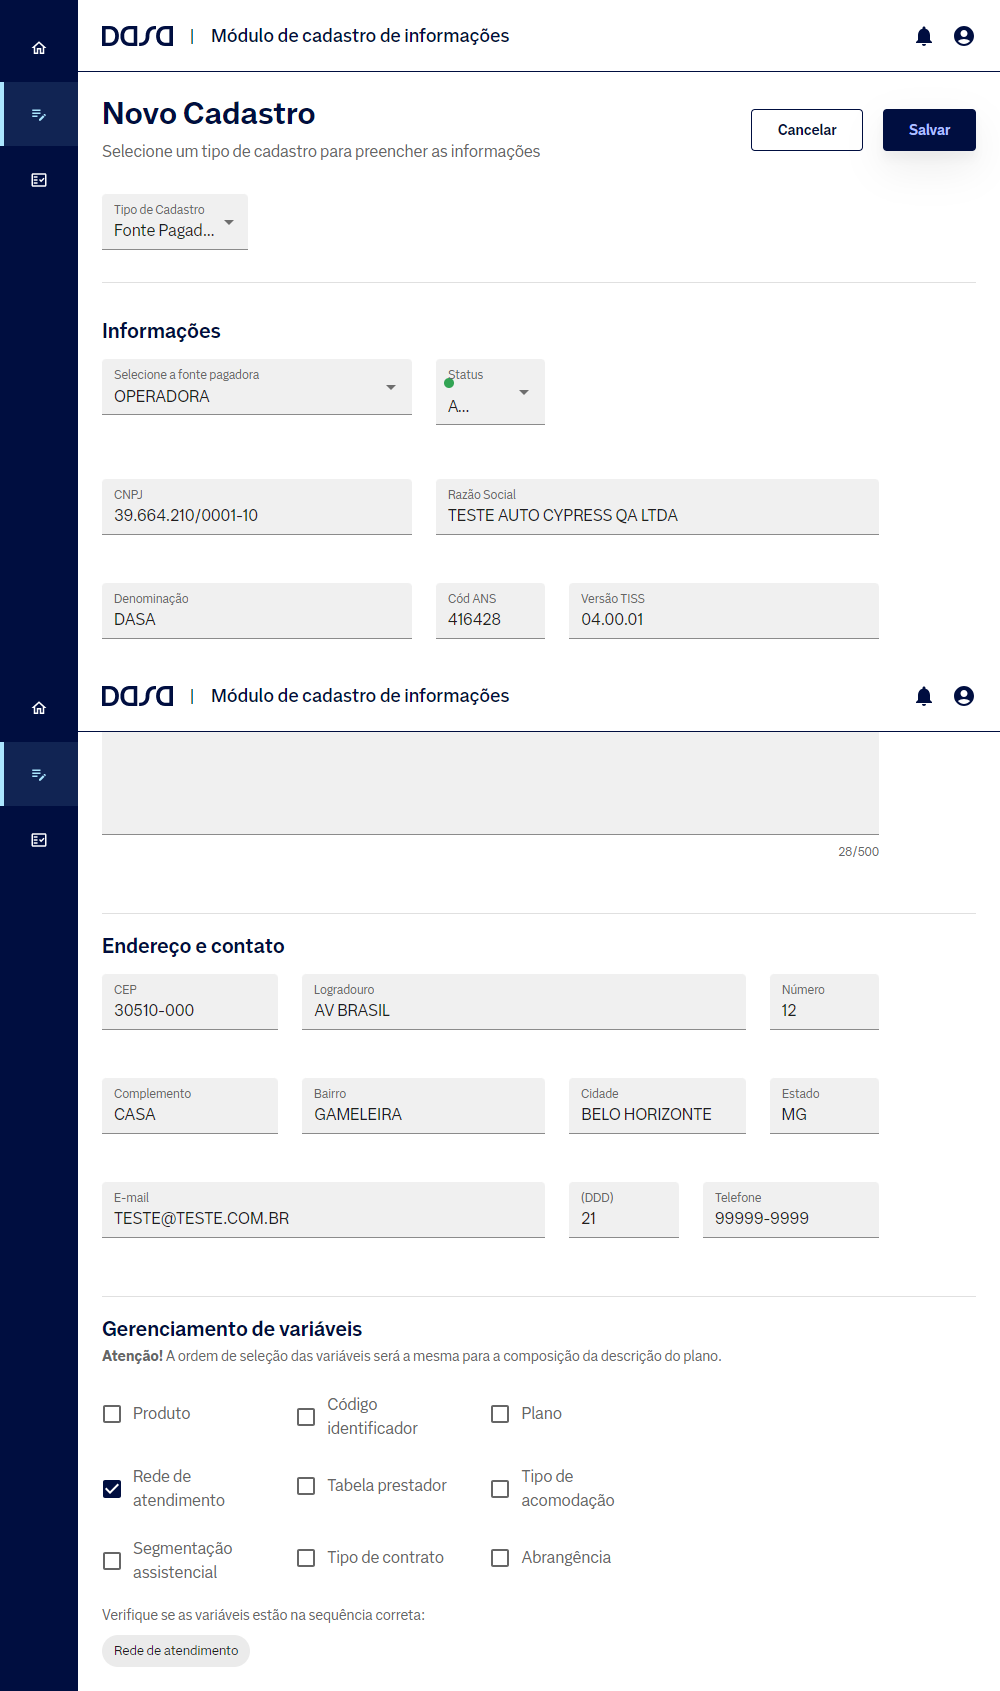 DASA | Módulo de cadastro de informações
Novo Cadastro
Cancelar
Salvar
Selecione um tipo de cadastro para preencher as informações
Tipo de Cadastro
Fonte Pagad...
Informações
Selecione a fonte pagadora
OPERADORA
Status
A...
CNPJ
39.664.210/0001-10
Razão Social
TESTE AUTO CYPRESS QA LTDA
Denominação
DASA
Cód ANS
416428
Versão TISS
04.00.01
DASA | Módulo de cadastro de informações
28/500
Endereço e contato
CEP
30510-000
Logradouro
AV BRASIL
Número
12
Complemento
CASA
Bairro
GAMELEIRA
Cidade
BELO HORIZONTE
Estado
MG
E-mail
TESTE@TESTE.COM.BR
(DDD)
21
Telefone
99999-9999
Gerenciamento de variáveis
Atenção! A ordem de seleção das variáveis será a mesma para a composição da descrição do plano.
Produto
Código
identificador
Plano
Rede de
atendimento
Tabela prestador
Tipo de
acomodação
Segmentação
assistencial
Tipo de contrato
Abrangência
Verifique se as variáveis estão na sequência correta:
Rede de atendimento